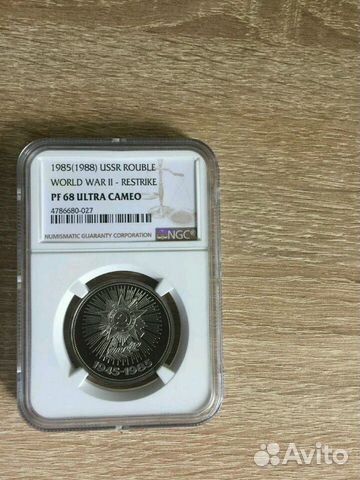 1985(1988) USSR ROUBLE
WORLD WAR II - RESTRIKE
PF 68 ULTRA CAMEO
4786680-027
NUMISMATIC GUARANTY CORPORATION NGC
1945-1985
Avito